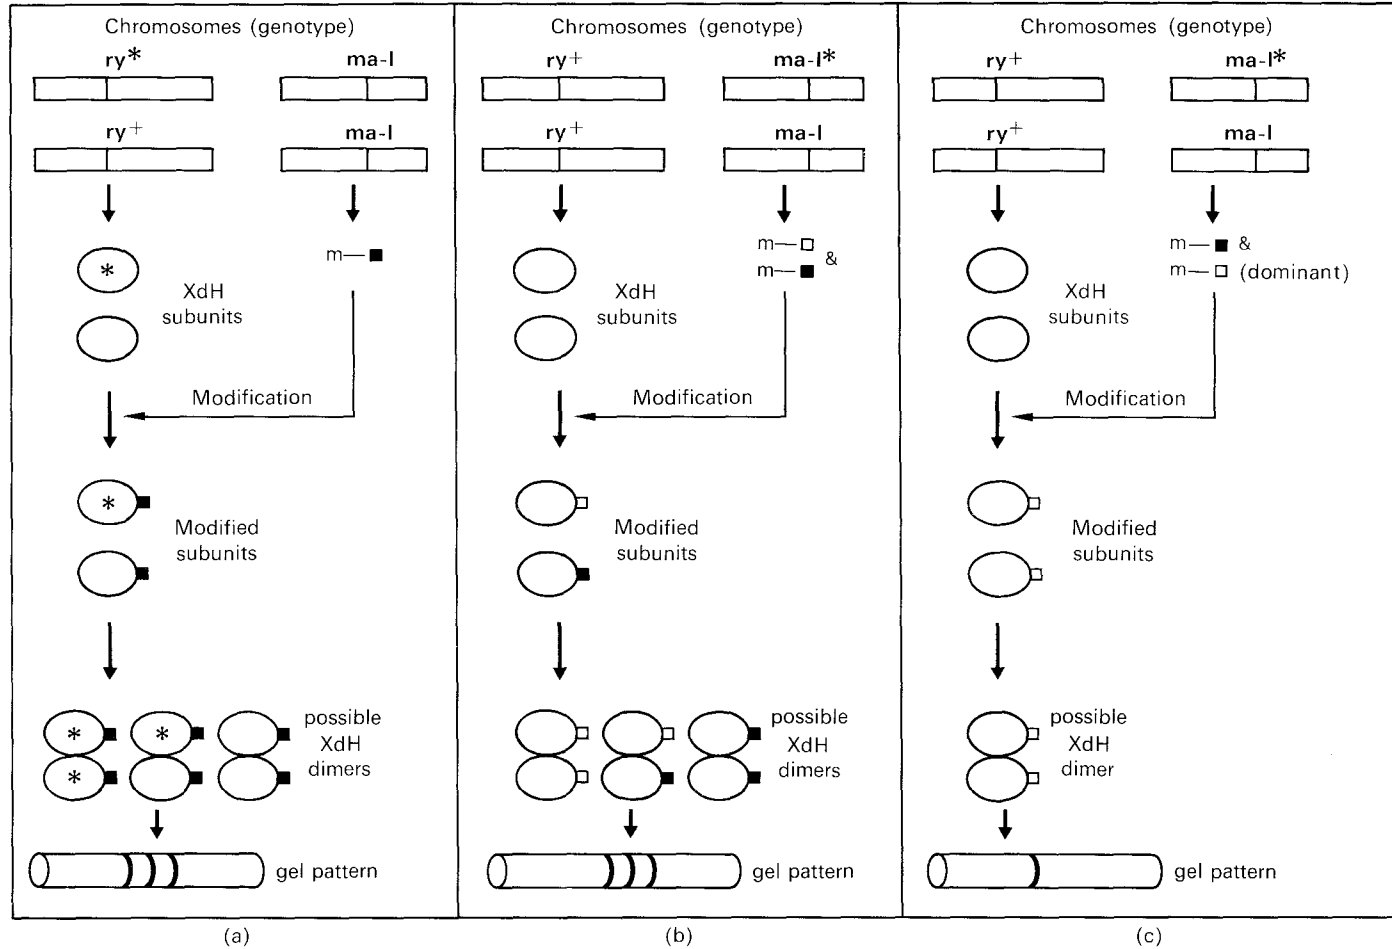 Chromosomes (genotype)
ry* ma-l
ry+ ma-l
*
m—
XdH
subunits
Modification
*
Modified
subunits
* *
*
possible
XdH
dimers
gel pattern
(a)
Chromosomes (genotype)
ry+ ma-l*
ry+ ma-l
m—
m— &
XdH
subunits
Modification
Modified
subunits
possible
XdH
dimers
gel pattern
(b)
Chromosomes (genotype)
ry+ ma-l*
ry+ ma-l
m— &
m— (dominant)
XdH
subunits
Modification
Modified
subunits
possible
XdH
dimer
gel pattern
(c)